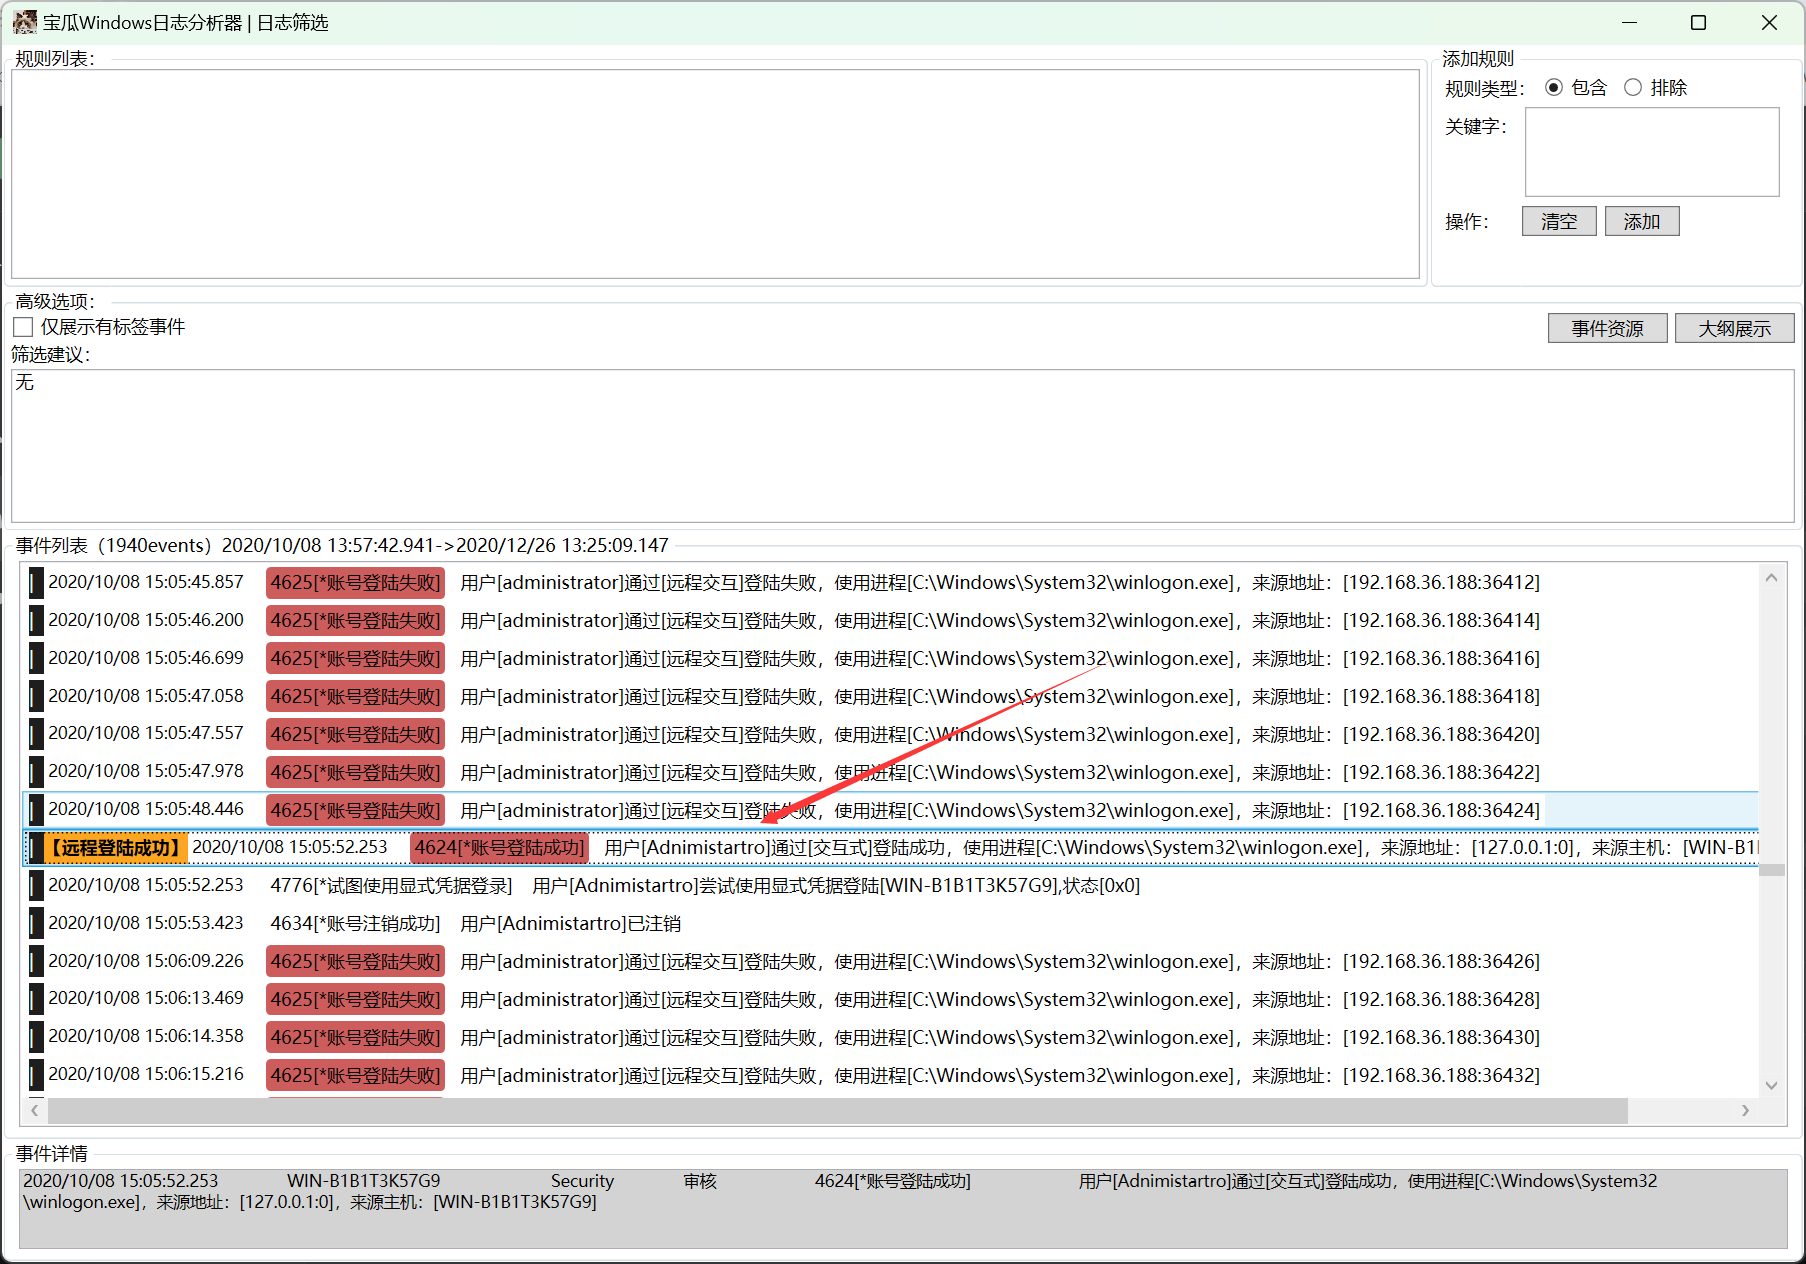 宝瓜Windows日志分析器 | 日志筛选
规则列表：
添加规则
规则类型： 包含 排除
关键字：
操作： 清空 添加
高级选项：
仅展示有标签事件
事件资源 大纲展示
筛选建议：
无
事件列表（1940events）2020/10/08 13:57:42.941->2020/12/26 13:25:09.147
2020/10/08 15:05:45.857 4625[*账号登陆失败] 用户[administrator]通过[远程交互]登陆失败，使用进程[C:\Windows\System32\winlogon.exe]，来源地址：[192.168.36.188:36412]
2020/10/08 15:05:46.200 4625[*账号登陆失败] 用户[administrator]通过[远程交互]登陆失败，使用进程[C:\Windows\System32\winlogon.exe]，来源地址：[192.168.36.188:36414]
2020/10/08 15:05:46.699 4625[*账号登陆失败] 用户[administrator]通过[远程交互]登陆失败，使用进程[C:\Windows\System32\winlogon.exe]，来源地址：[192.168.36.188:36416]
2020/10/08 15:05:47.058 4625[*账号登陆失败] 用户[administrator]通过[远程交互]登陆失败，使用进程[C:\Windows\System32\winlogon.exe]，来源地址：[192.168.36.188:36418]
2020/10/08 15:05:47.557 4625[*账号登陆失败] 用户[administrator]通过[远程交互]登陆失败，使用进程[C:\Windows\System32\winlogon.exe]，来源地址：[192.168.36.188:36420]
2020/10/08 15:05:47.978 4625[*账号登陆失败] 用户[administrator]通过[远程交互]登陆失败，使用进程[C:\Windows\System32\winlogon.exe]，来源地址：[192.168.36.188:36422]
2020/10/08 15:05:48.446 4625[*账号登陆失败] 用户[administrator]通过[远程交互]登陆失败，使用进程[C:\Windows\System32\winlogon.exe]，来源地址：[192.168.36.188:36424]
【远程登陆成功】 2020/10/08 15:05:52.253 4624[*账号登陆成功] 用户[Adnimistartro]通过[交互式]登陆成功，使用进程[C:\Windows\System32\winlogon.exe]，来源地址：[127.0.0.1:0]，来源主机：[WIN-B1
2020/10/08 15:05:52.253 4776[*试图使用显式凭据登录] 用户[Adnimistartro]尝试使用显式凭据登陆[WIN-B1B1T3K57G9],状态[0x0]
2020/10/08 15:05:53.423 4634[*账号注销成功] 用户[Adnimistartro]已注销
2020/10/08 15:06:09.226 4625[*账号登陆失败] 用户[administrator]通过[远程交互]登陆失败，使用进程[C:\Windows\System32\winlogon.exe]，来源地址：[192.168.36.188:36426]
2020/10/08 15:06:13.469 4625[*账号登陆失败] 用户[administrator]通过[远程交互]登陆失败，使用进程[C:\Windows\System32\winlogon.exe]，来源地址：[192.168.36.188:36428]
2020/10/08 15:06:14.358 4625[*账号登陆失败] 用户[administrator]通过[远程交互]登陆失败，使用进程[C:\Windows\System32\winlogon.exe]，来源地址：[192.168.36.188:36430]
2020/10/08 15:06:15.216 4625[*账号登陆失败] 用户[administrator]通过[远程交互]登陆失败，使用进程[C:\Windows\System32\winlogon.exe]，来源地址：[192.168.36.188:36432]
事件详情
2020/10/08 15:05:52.253 WIN-B1B1T3K57G9 Security 审核 4624[*账号登陆成功] 用户[Adnimistartro]通过[交互式]登陆成功，使用进程[C:\Windows\System32
\winlogon.exe]，来源地址：[127.0.0.1:0]，来源主机：[WIN-B1B1T3K57G9]